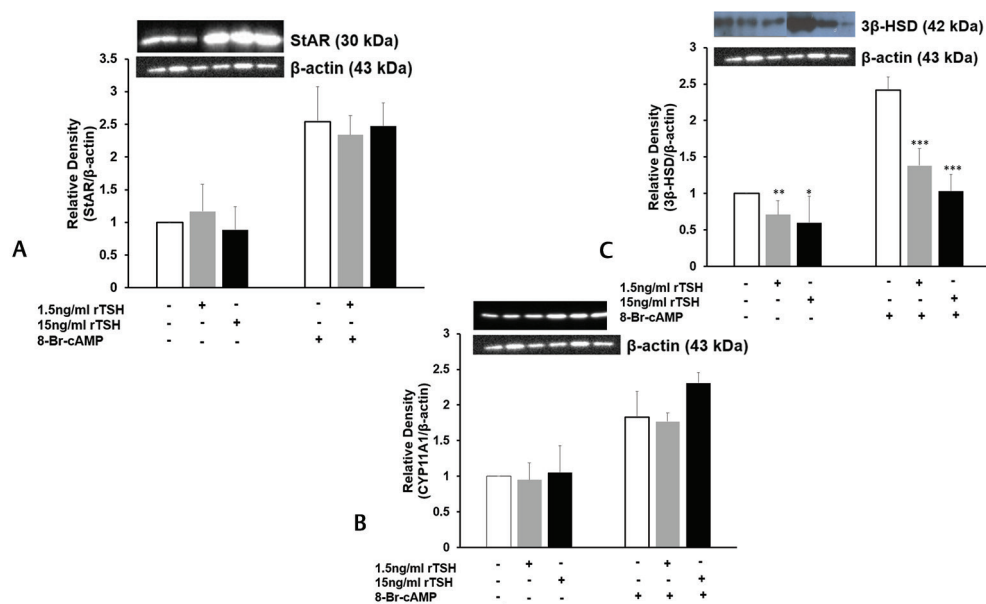 StAR (30 kDa)
β-actin (43 kDa)
Relative Density
(StAR/β-actin)
3.5
3
2.5
2
1.5
1
0.5
0
A
- + - - +
1.5ng/ml rTSH
- - + - -
15ng/ml rTSH
- - - + +
8-Br-cAMP
β-actin (43 kDa)
Relative Density
(CYP11A1/β-actin)
3
2.5
2
1.5
1
0.5
0
B
1.5ng/ml rTSH - + - - + -
15ng/ml rTSH - - + - - +
8-Br-cAMP - - - + + +
3β-HSD (42 kDa)
β-actin (43 kDa)
Relative Density
(3β-HSD/β-actin)
3
2.5
2
1.5
1
0.5
0
** * *** ***
C
1.5ng/ml rTSH - + - - + -
15ng/ml rTSH - - + - - +
8-Br-cAMP - - - + + +